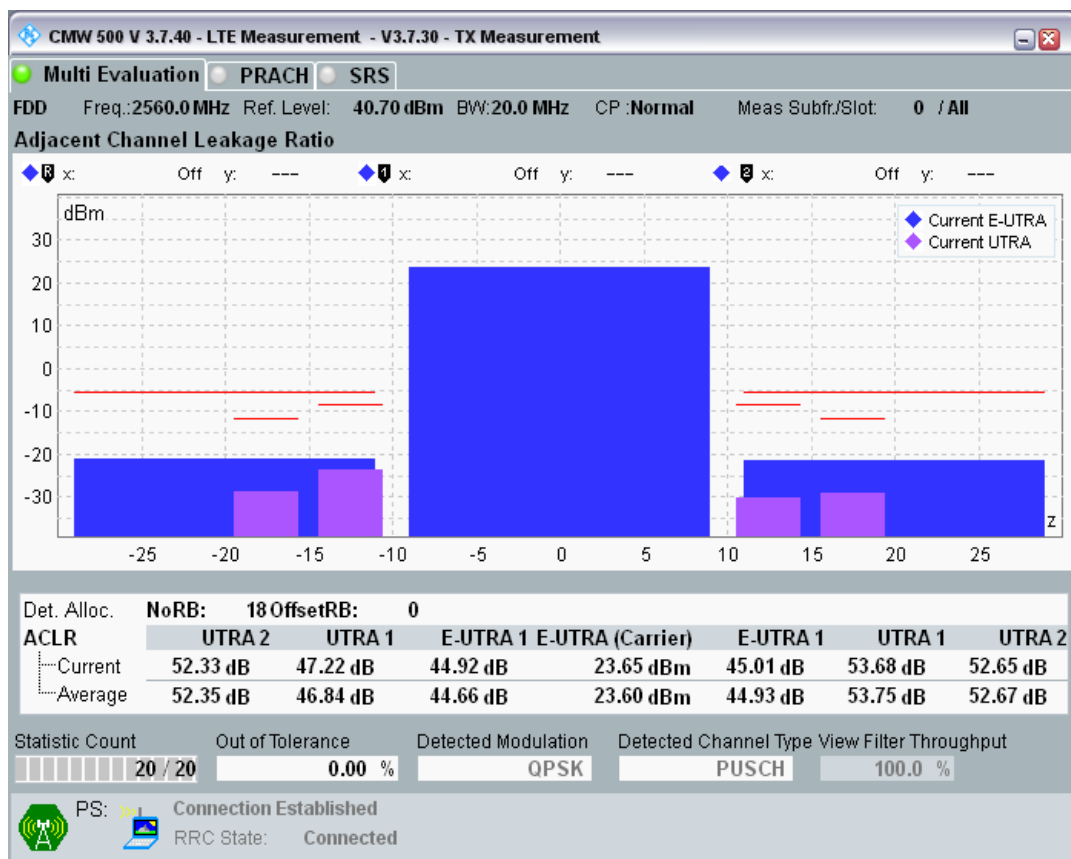 CMW 500 V 3.7.40 - LTE Measurement - V3.7.30 - TX Measurement
Multi Evaluation PRACH SRS
FDD Freq.:2560.0 MHz Ref. Level: 40.70 dBm BW:20.0 MHz CP :Normal Meas Subfr./Slot: 0 / All
Adjacent Channel Leakage Ratio
R x: Off y: --- 1 x: Off y: --- 2 x: Off y: ---
dBm
Current E-UTRA
Current UTRA
30
20
10
0
-10
-20
-30
z
-25 -20 -15 -10 -5 0 5 10 15 20 25
Det. Alloc. NoRB: 18 OffsetRB: 0
ACLR UTRA 2 UTRA 1 E-UTRA 1 E-UTRA (Carrier) E-UTRA 1 UTRA 1 UTRA 2
Current 52.33 dB 47.22 dB 44.92 dB 23.65 dBm 45.01 dB 53.68 dB 52.65 dB
Average 52.35 dB 46.84 dB 44.66 dB 23.60 dBm 44.93 dB 53.75 dB 52.67 dB
Statistic Count Out of Tolerance Detected Modulation Detected Channel Type View Filter Throughput
20 / 20 0.00 % QPSK PUSCH 100.0 %
PS: Connection Established
RRC State: Connected